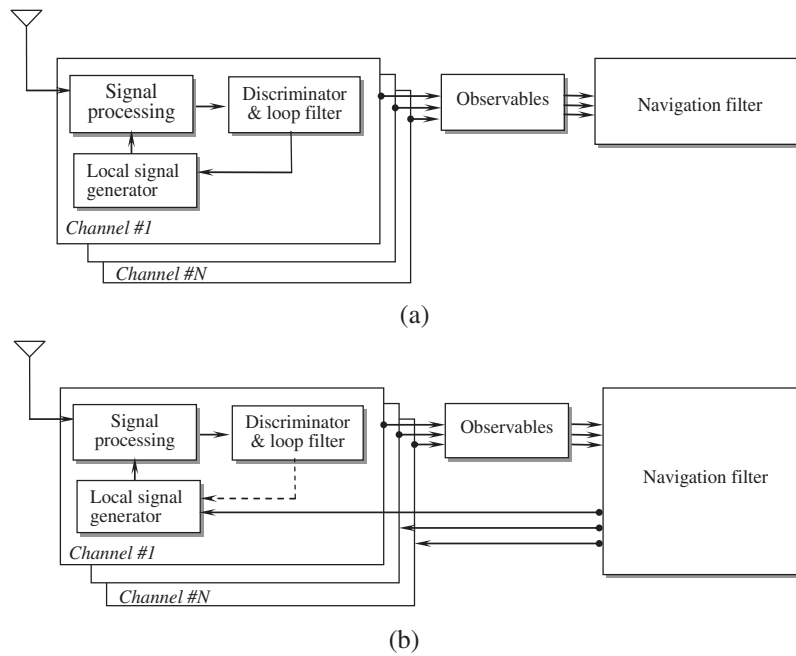 Signal
processing
Discriminator
& loop filter
Observables
Navigation filter
Local signal
generator
Channel #1
Channel #N
(a)
Signal
processing
Discriminator
& loop filter
Observables
Navigation filter
Local signal
generator
Channel #1
Channel #N
(b)